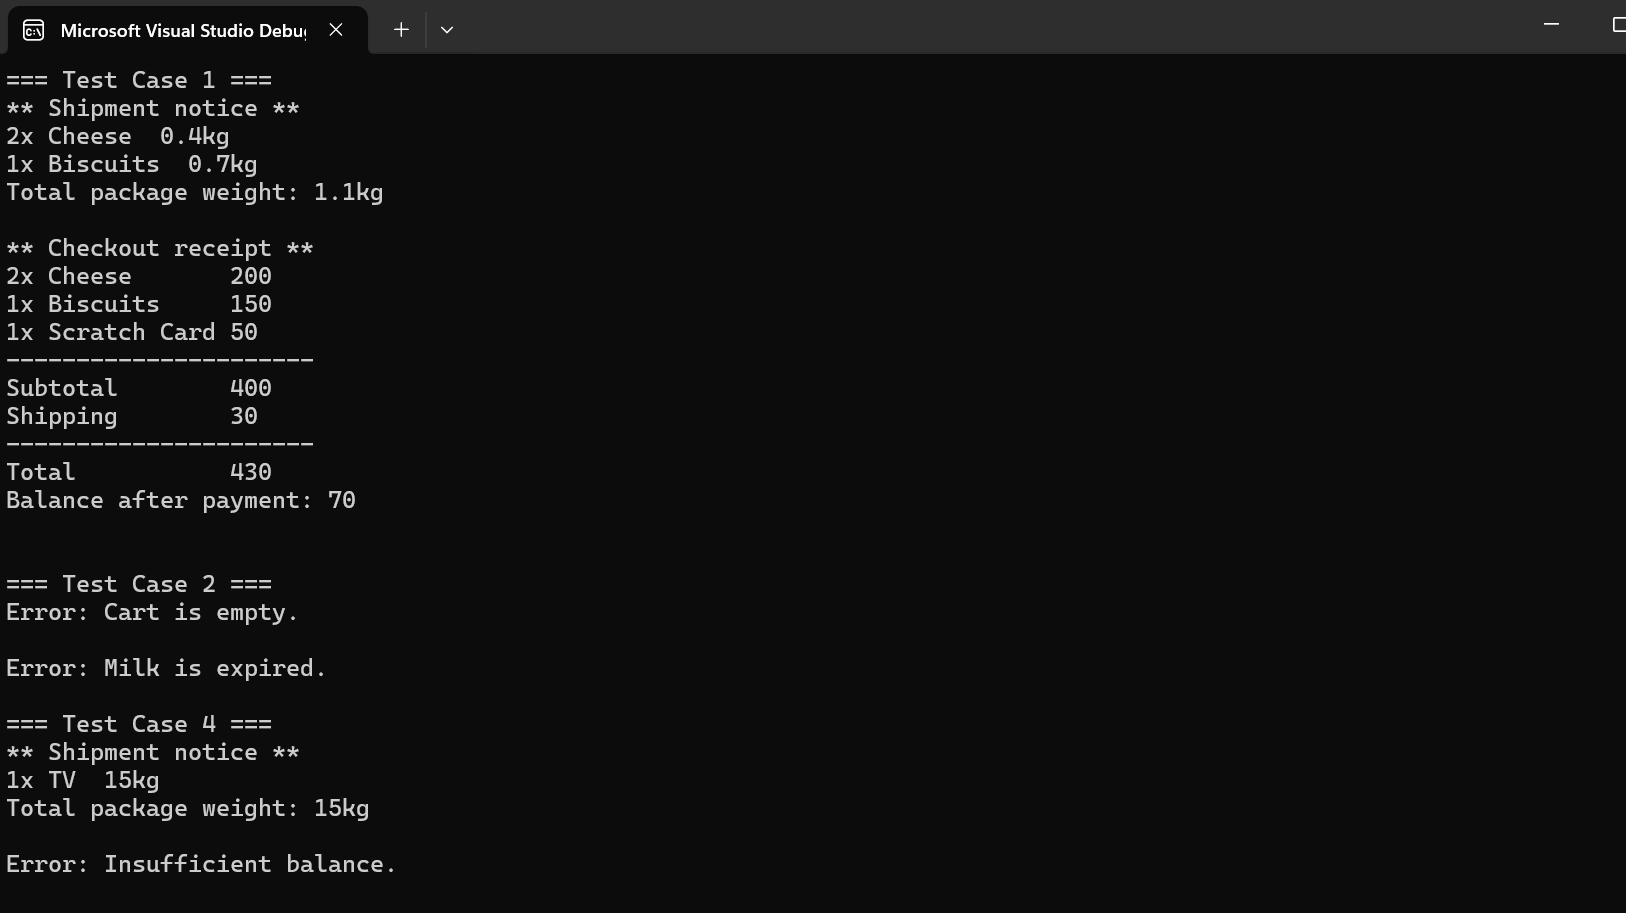 Microsoft Visual Studio Debu
=== Test Case 1 ===
** Shipment notice **
2x Cheese  0.4kg
1x Biscuits  0.7kg
Total package weight: 1.1kg

** Checkout receipt **
2x Cheese       200
1x Biscuits     150
1x Scratch Card 50
----------------------
Subtotal        400
Shipping        30
----------------------
Total           430
Balance after payment: 70


=== Test Case 2 ===
Error: Cart is empty.

Error: Milk is expired.

=== Test Case 4 ===
** Shipment notice **
1x TV  15kg
Total package weight: 15kg

Error: Insufficient balance.